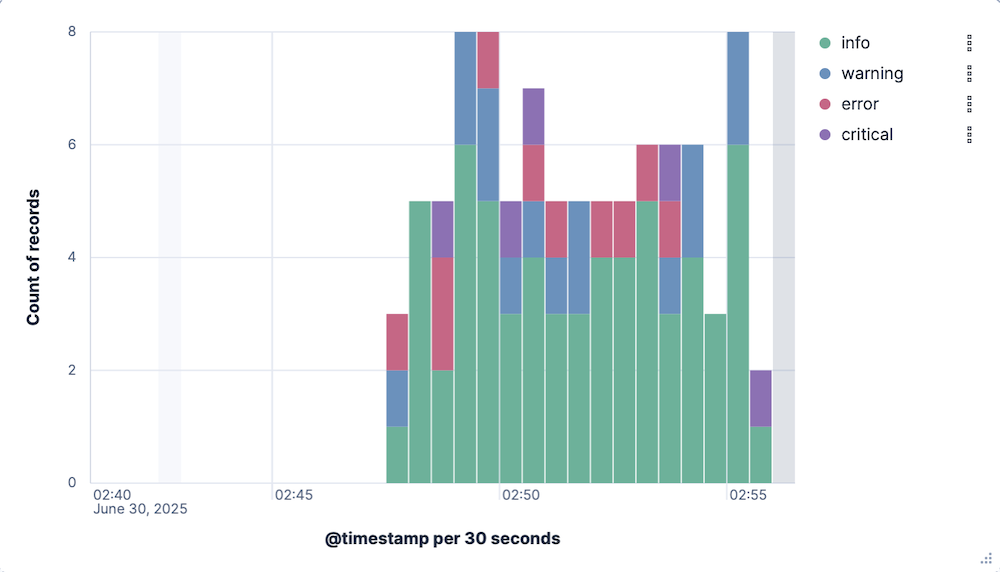 8
6
4
2
0
Count of records
02:40
June 30, 2025
02:45
02:50
02:55
@timestamp per 30 seconds
info
warning
error
critical